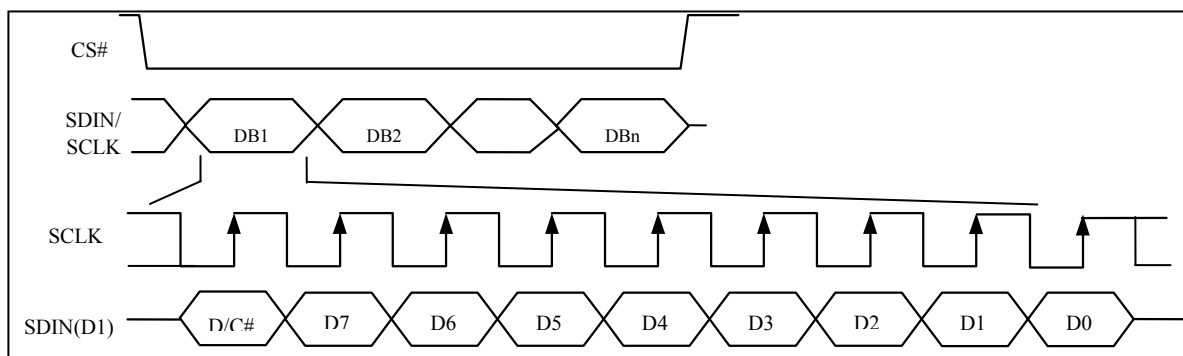 CS#
SDIN/
SCLK
DB1 DB2 DBn
SCLK
SDIN(D1) D/C# D7 D6 D5 D4 D3 D2 D1 D0